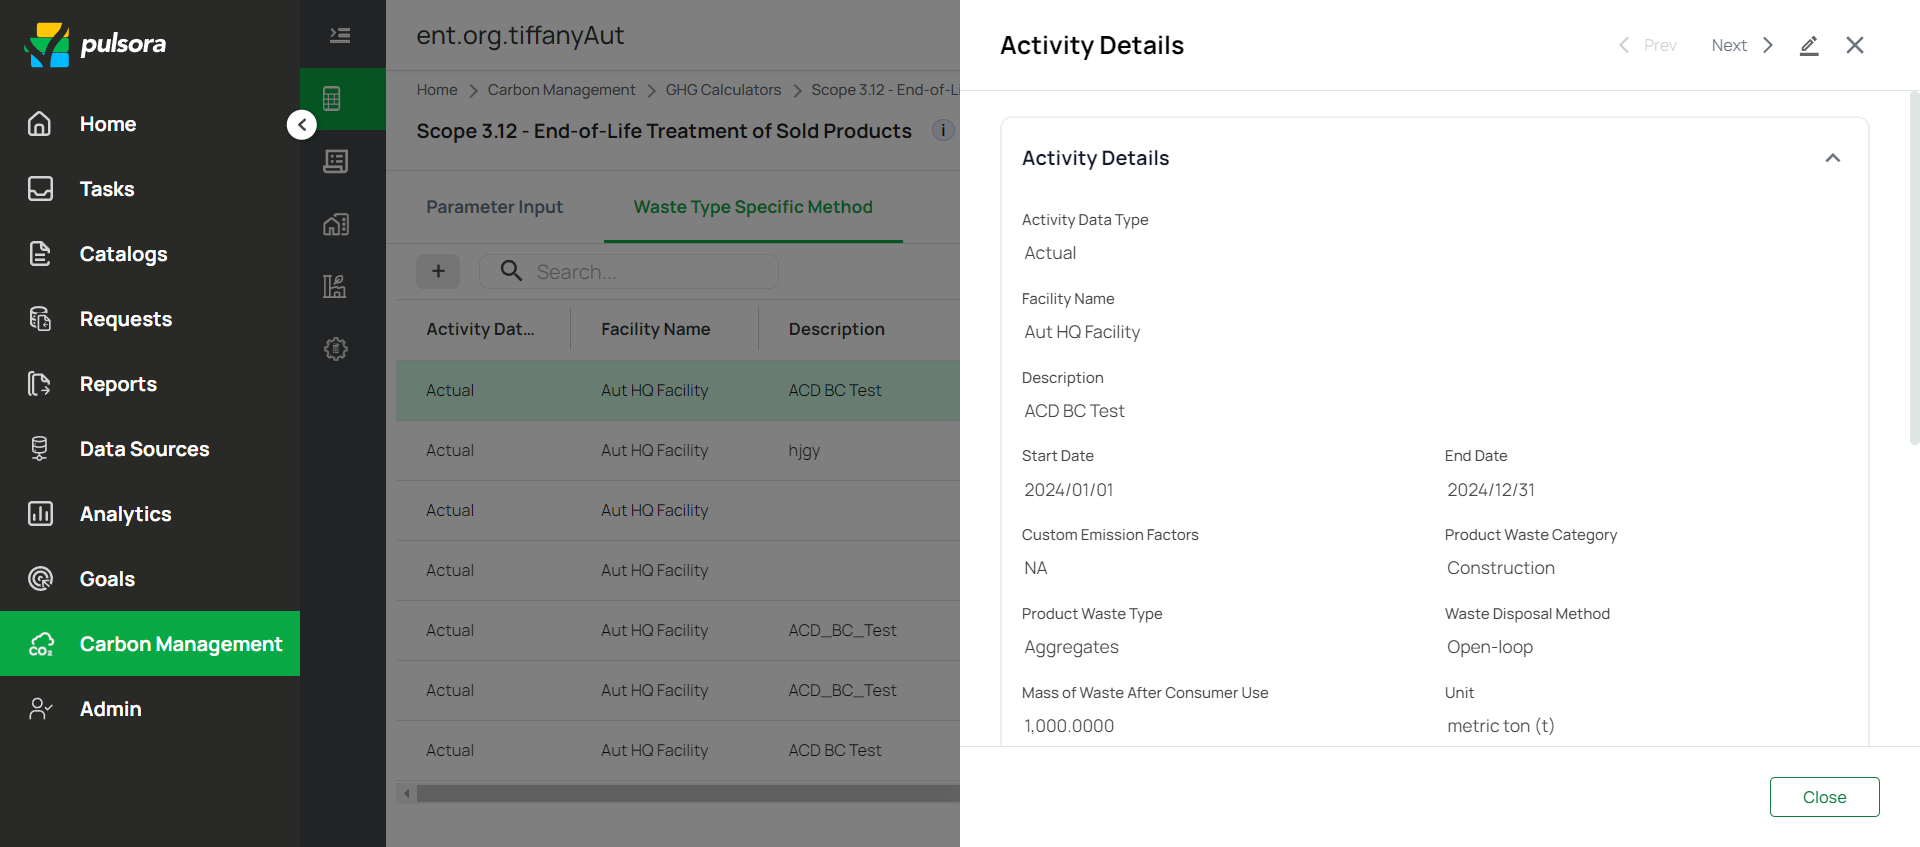 pulsora
Home
Tasks
Catalogs
Requests
Reports
Data Sources
Analytics
Goals
CO₂ Carbon Management
Admin
ent.org.tiffanyAut
Home > Carbon Management > GHG Calculators > Scope 3.12 - End-of-L
Scope 3.12 - End-of-Life Treatment of Sold Products i
Parameter Input Waste Type Specific Method
+ Search...
Activity Dat... Facility Name Description
Actual Aut HQ Facility ACD BC Test
Actual Aut HQ Facility hjgy
Actual Aut HQ Facility
Actual Aut HQ Facility
Actual Aut HQ Facility ACD_BC_Test
Actual Aut HQ Facility ACD_BC_Test
Actual Aut HQ Facility ACD BC Test
Activity Details
Prev Next
Activity Details
Activity Data Type
Actual
Facility Name
Aut HQ Facility
Description
ACD BC Test
Start Date End Date
2024/01/01 2024/12/31
Custom Emission Factors Product Waste Category
NA Construction
Product Waste Type Waste Disposal Method
Aggregates Open-loop
Mass of Waste After Consumer Use Unit
1,000.0000 metric ton (t)
Close